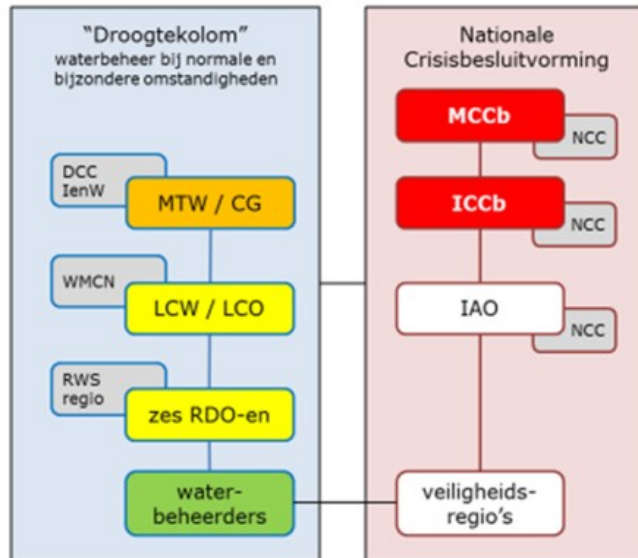 "Droogtekolom"
waterbeheer bij normale en
bijzondere omstandigheden
DCC
IenW
MTW / CG
WMCN
LCW / LCO
RWS
regio
zes RDO-en
water-
beheerders
Nationale
Crisisbesluitvorming
MCCb
NCC
ICCb
NCC
IAO
NCC
veiligheids-
regio's